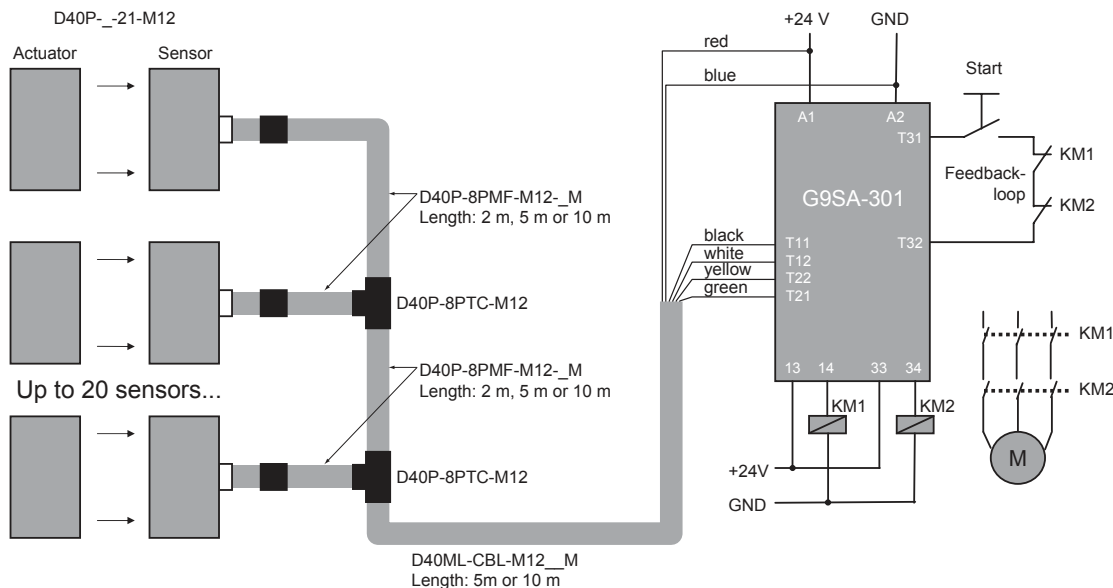 D40P-_-21-M12
Actuator
Sensor
+24 V
GND
red
blue
Start
A1
A2
T31
KM1
Feedback-
loop
G9SA-301
KM2
D40P-8PMF-M12-_M
Length: 2 m, 5 m or 10 m
black
white
yellow
green
T11
T12
T22
T21
T32
D40P-8PTC-M12
KM1
D40P-8PMF-M12-_M
Length: 2 m, 5 m or 10 m
13
14
33
34
KM2
Up to 20 sensors...
KM1
KM2
M
D40P-8PTC-M12
+24V
GND
D40ML-CBL-M12__M
Length: 5m or 10 m